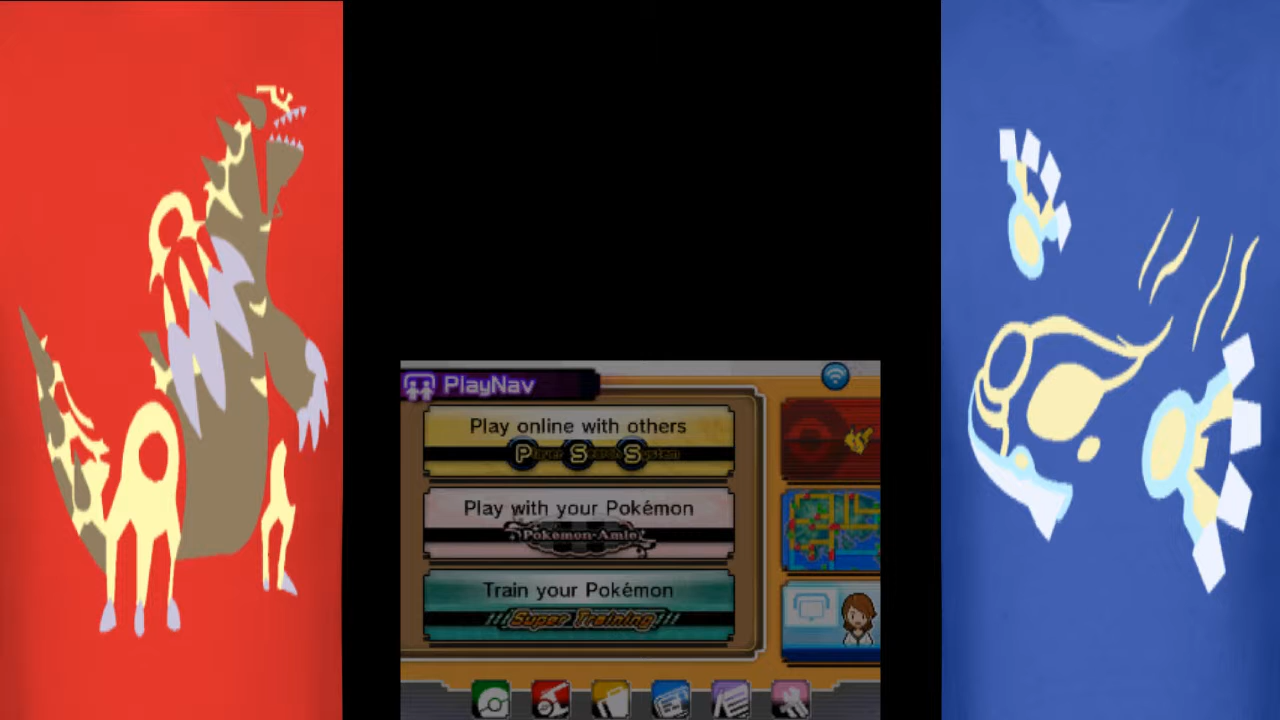 PlayNav
Play online with others
Player Search System
Play with your Pokémon
Pokémon-Amie
Train your Pokémon
Super Training